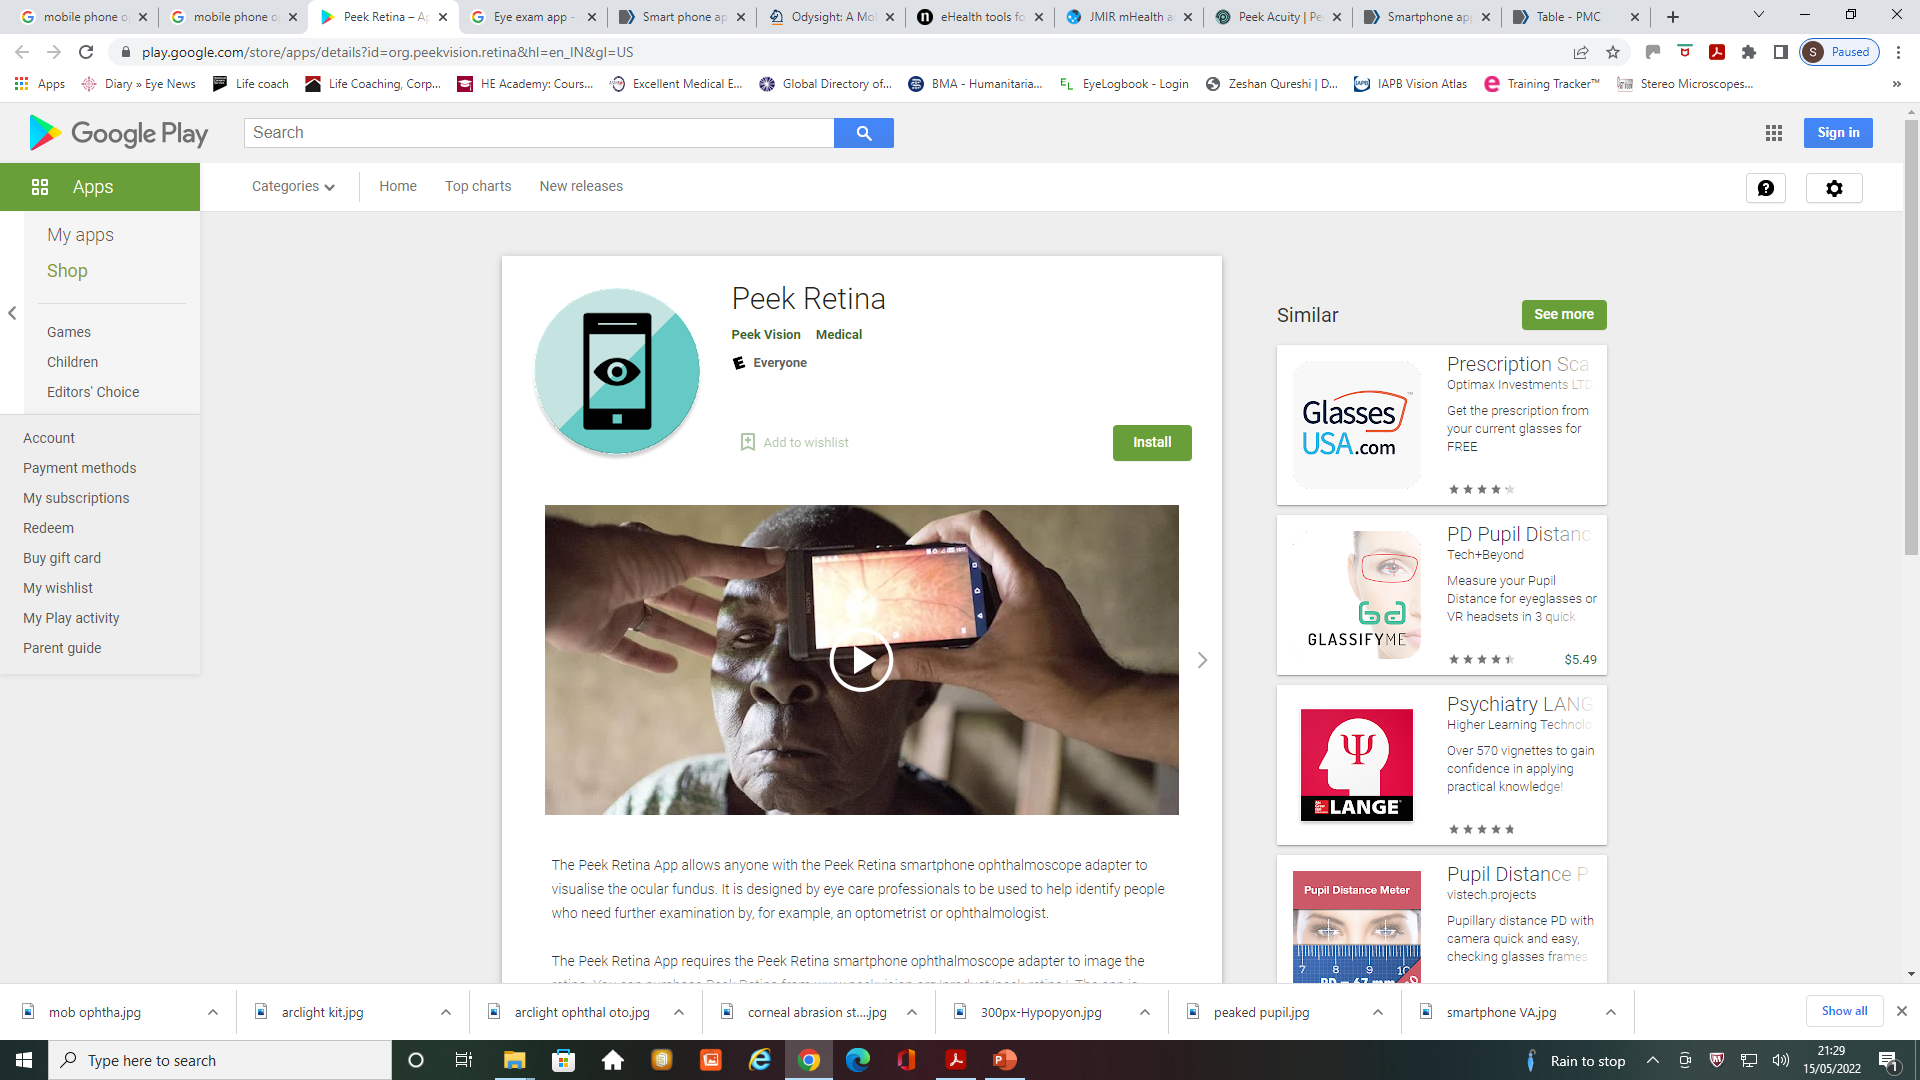 mobile phone o
mobile phone o
Peek Retina – A
Eye exam app -
Smart phone ap
Odysight: A Mo
eHealth tools fo
JMIR mHealth a
Peek Acuity | Pe
Smartphone ap
Table - PMC
play.google.com/store/apps/details?id=org.peekvision.retina&hl=en_IN&gl=US
S Paused
Apps
Diary » Eye News
Life coach
Life Coaching, Corp...
HE Academy: Cours...
Excellent Medical E...
Global Directory of...
BMA - Humanitaria...
EyeLogbook - Login
Zeshan Qureshi | D...
IAPB Vision Atlas
Training Tracker™
Stereo Microscopes...
»
Google Play
Search
Sign in
Apps
Categories
Home
Top charts
New releases
My apps
Shop
Games
Children
Editors' Choice
Account
Payment methods
My subscriptions
Redeem
Buy gift card
My wishlist
My Play activity
Parent guide
Peek Retina
Peek Vision Medical
Everyone
Add to wishlist
Install
SONY
The Peek Retina App allows anyone with the Peek Retina smartphone ophthalmoscope adapter to
visualise the ocular fundus. It is designed by eye care professionals to be used to help identify people
who need further examination by, for example, an optometrist or ophthalmologist.
The Peek Retina App requires the Peek Retina smartphone ophthalmoscope adapter to image the
Similar
See more
Glasses
USA.com
Prescription Sca
Optimax Investments LTD
Get the prescription from
your current glasses for
FREE
GLASSIFYME
PD Pupil Distanc
Tech+Beyond
Measure your Pupil
Distance for eyeglasses or
VR headsets in 3 quick
$5.49
Ψ
LANGE
Psychiatry LANG
Higher Learning Technolo
Over 570 vignettes to gain
confidence in applying
practical knowledge!
Pupil Distance Meter
7 8 9 10
PD = 67 mm
Pupil Distance P
vistech.projects
Pupillary distance PD with
camera quick and easy,
checking glasses frames
mob ophtha.jpg
arclight kit.jpg
arclight ophthal oto.jpg
corneal abrasion st....jpg
300px-Hypopyon.jpg
peaked pupil.jpg
smartphone VA.jpg
Show all
Type here to search
Rain to stop
21:29
15/05/2022
1